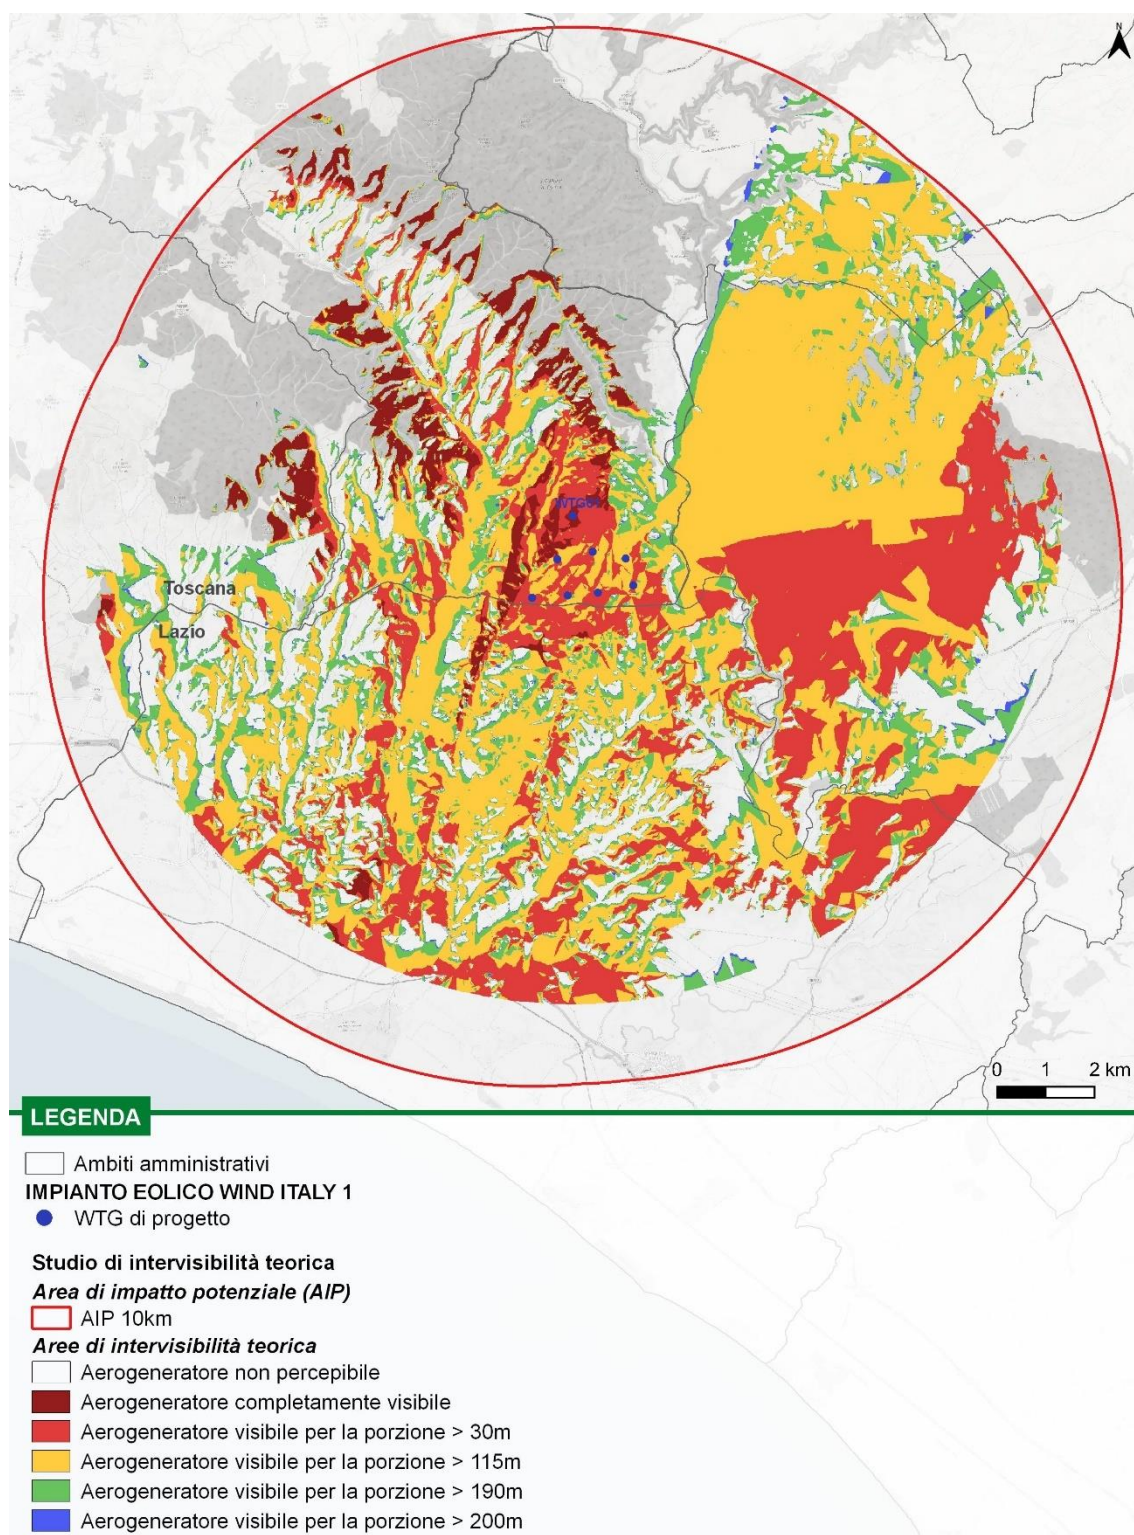 N
WTG01
Toscana
Lazio
0 1 2 km
LEGENDA
Ambiti amministrativi
IMPIANTO EOLICO WIND ITALY 1
WTG di progetto
Studio di intervisibilità teorica
Area di impatto potenziale (AIP)
AIP 10km
Aree di intervisibilità teorica
Aerogeneratore non percepibile
Aerogeneratore completamente visibile
Aerogeneratore visibile per la porzione > 30m
Aerogeneratore visibile per la porzione > 115m
Aerogeneratore visibile per la porzione > 190m
Aerogeneratore visibile per la porzione > 200m